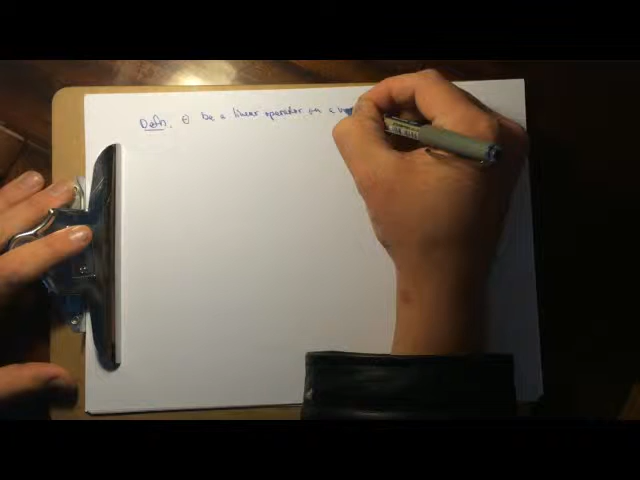 Defn. Θ be a linear operator on a